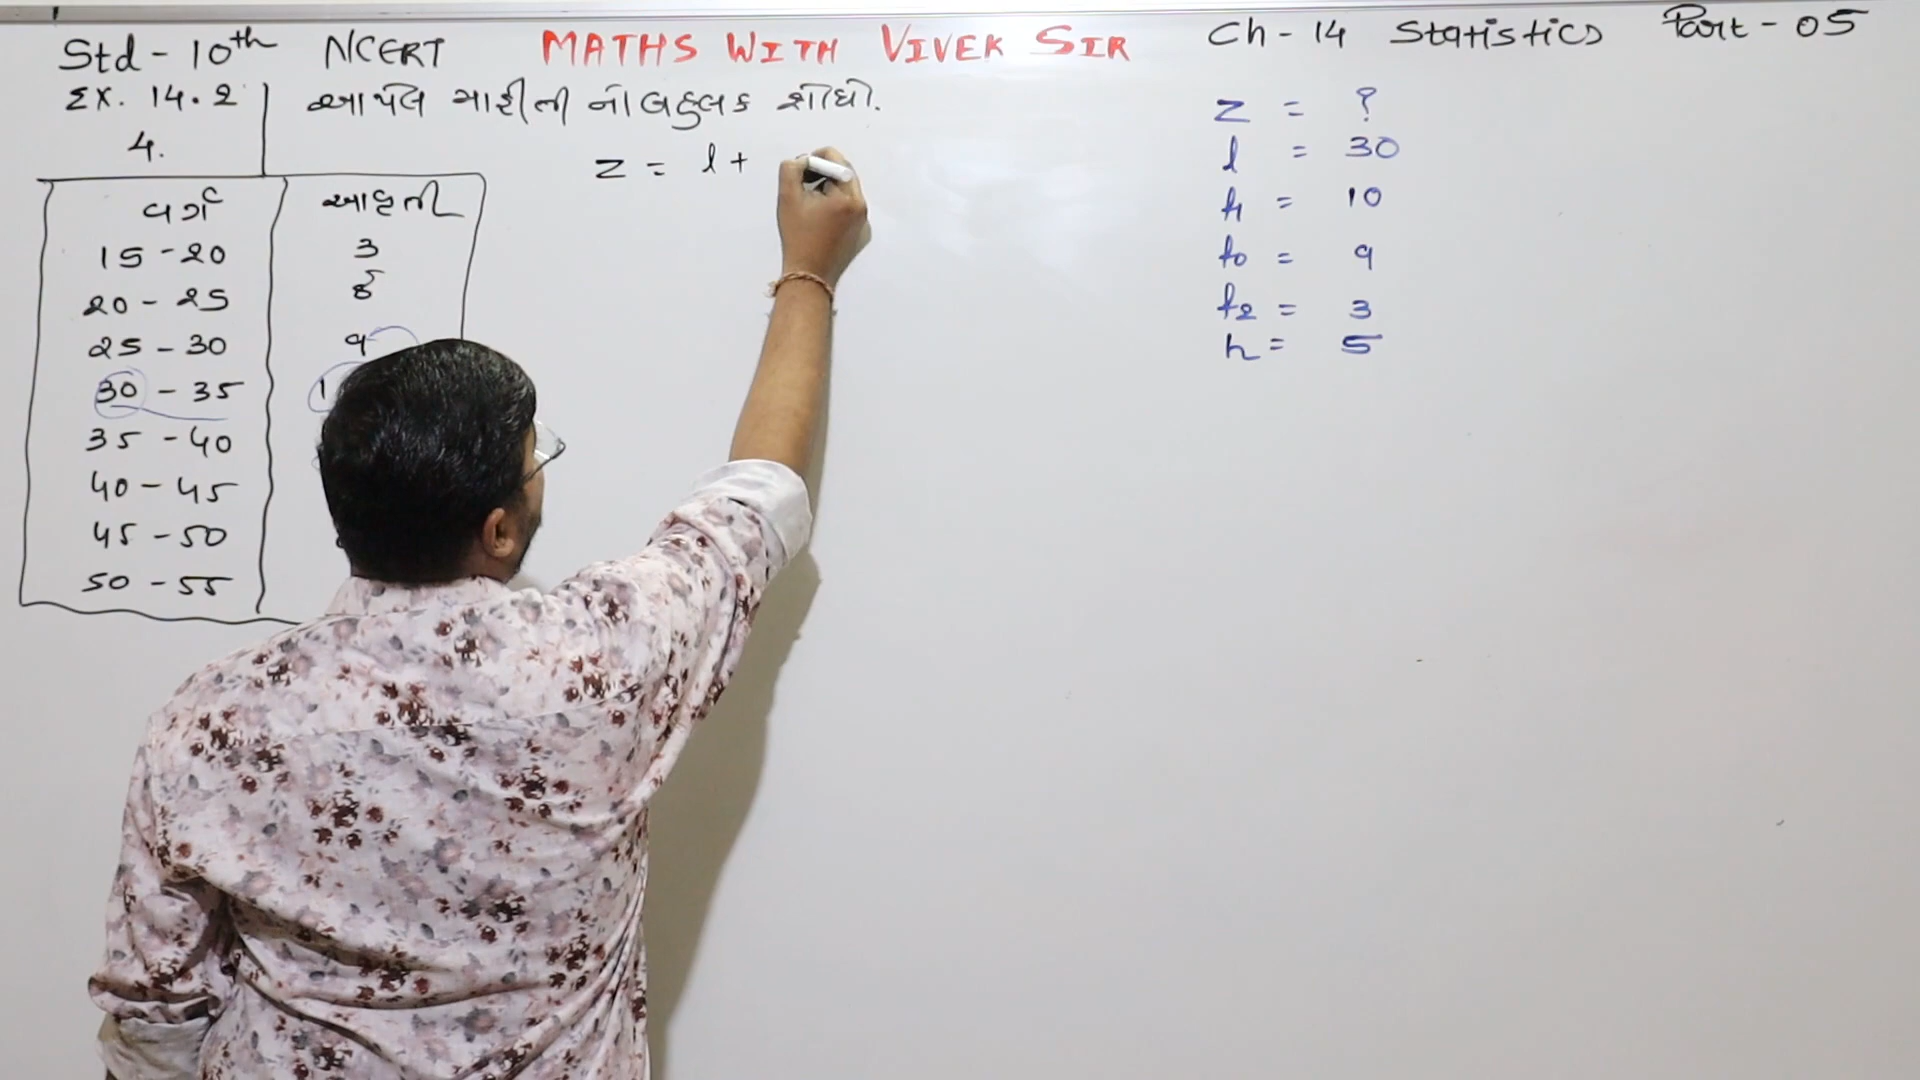 Std - 10th NCERT MATHS WITH VIVEK SIR Ch - 14 Statistics Part - 05
Ex. 14.2 આપેલ માહીતી નો બહુલક શોધો.
4.
z = l +
વર્ગ આવૃતી
15 - 20 3
20 - 25 8
25 - 30 9
30 - 35 1
35 - 40
40 - 45
45 - 50
50 - 55
z = ?
l = 30
f1 = 10
f0 = 9
f2 = 3
h = 5